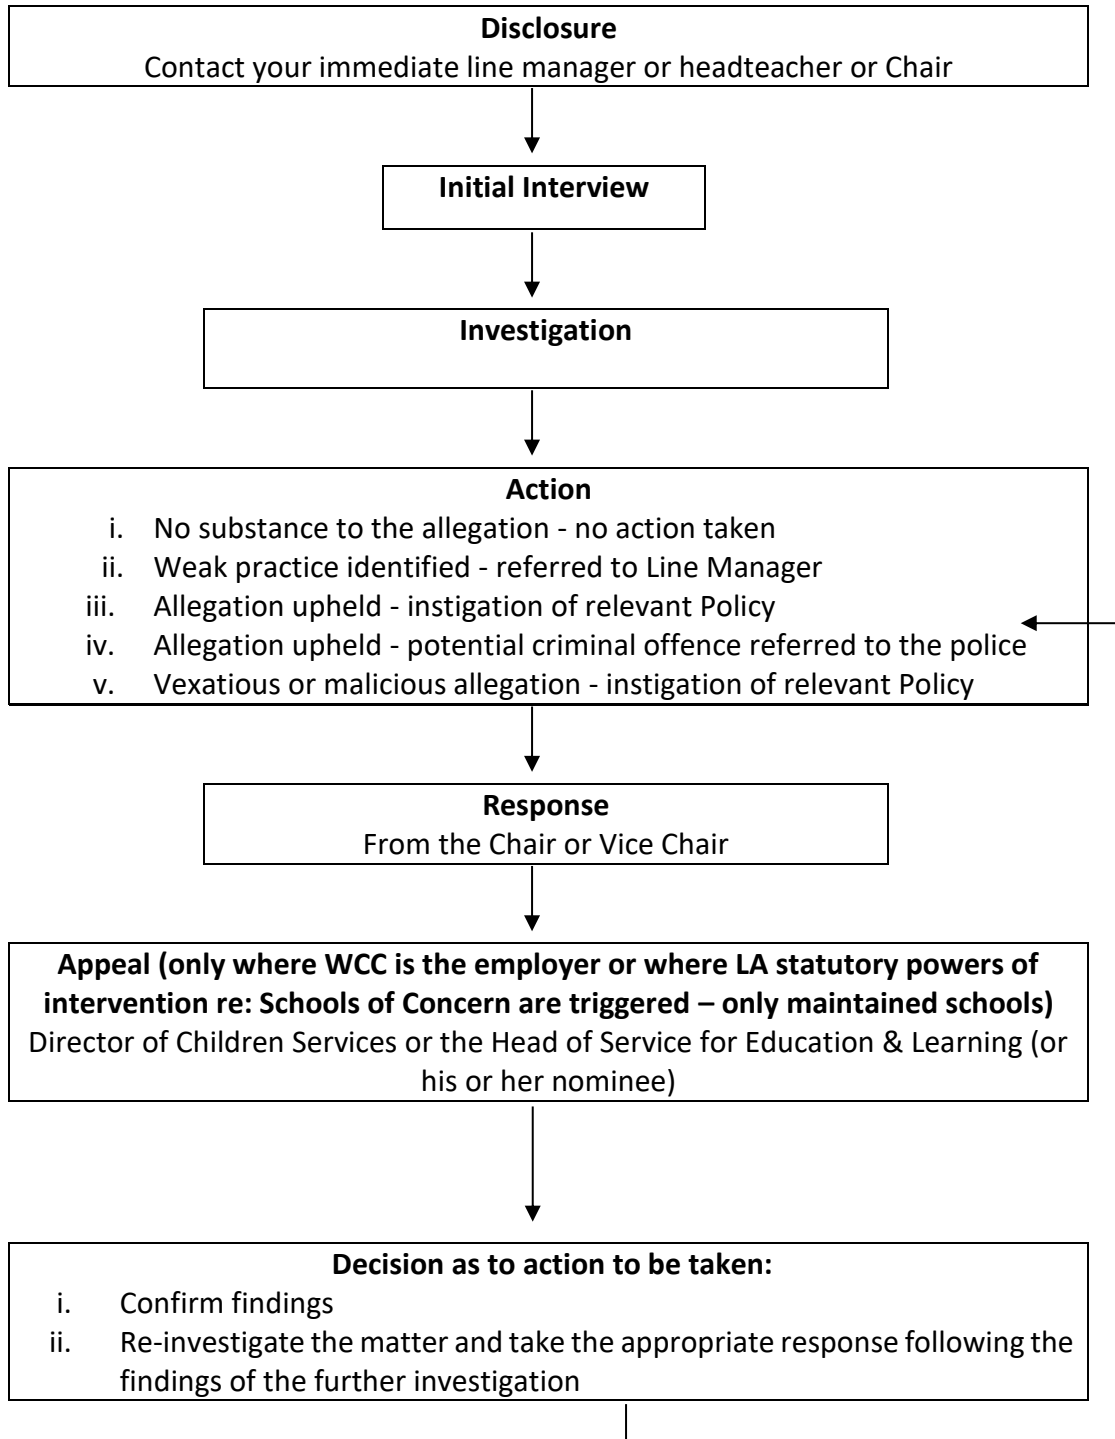 Disclosure
Contact your immediate line manager or headteacher or Chair
Initial Interview
Investigation
Action
i. No substance to the allegation - no action taken
ii. Weak practice identified - referred to Line Manager
iii. Allegation upheld - instigation of relevant Policy
iv. Allegation upheld - potential criminal offence referred to the police
v. Vexatious or malicious allegation - instigation of relevant Policy
Response
From the Chair or Vice Chair
Appeal (only where WCC is the employer or where LA statutory powers of
intervention re: Schools of Concern are triggered – only maintained schools)
Director of Children Services or the Head of Service for Education & Learning (or
his or her nominee)
Decision as to action to be taken:
i. Confirm findings
ii. Re-investigate the matter and take the appropriate response following the
findings of the further investigation